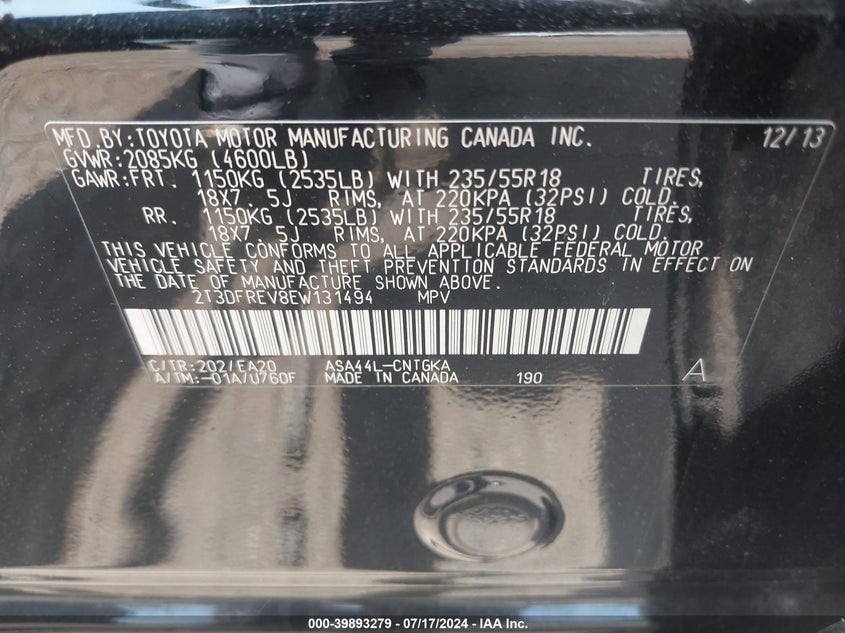 MFD.BY:TOYOTA MOTOR MANUFACTURING CANADA INC. 12/13
GVWR:2085KG (4600LB)
GAWR:FRT. 1150KG (2535LB) WITH 235/55R18 TIRES,
18X7.5J RIMS, AT 220KPA (32PSI) COLD.
RR. 1150KG (2535LB) WITH 235/55R18 TIRES,
18X7.5J RIMS, AT 220KPA (32PSI) COLD.
THIS VEHICLE CONFORMS TO ALL APPLICABLE FEDERAL MOTOR
VEHICLE SAFETY AND THEFT PREVENTION STANDARDS IN EFFECT ON
THE DATE OF MANUFACTURE SHOWN ABOVE.
2T3DFREV8EW131494 MPV
C/TR:202/EA20 ASA44L-CNTGKA
A/TM:-01A/U760F MADE IN CANADA 190 A
000-39893279 - 07/17/2024 - IAA Inc.